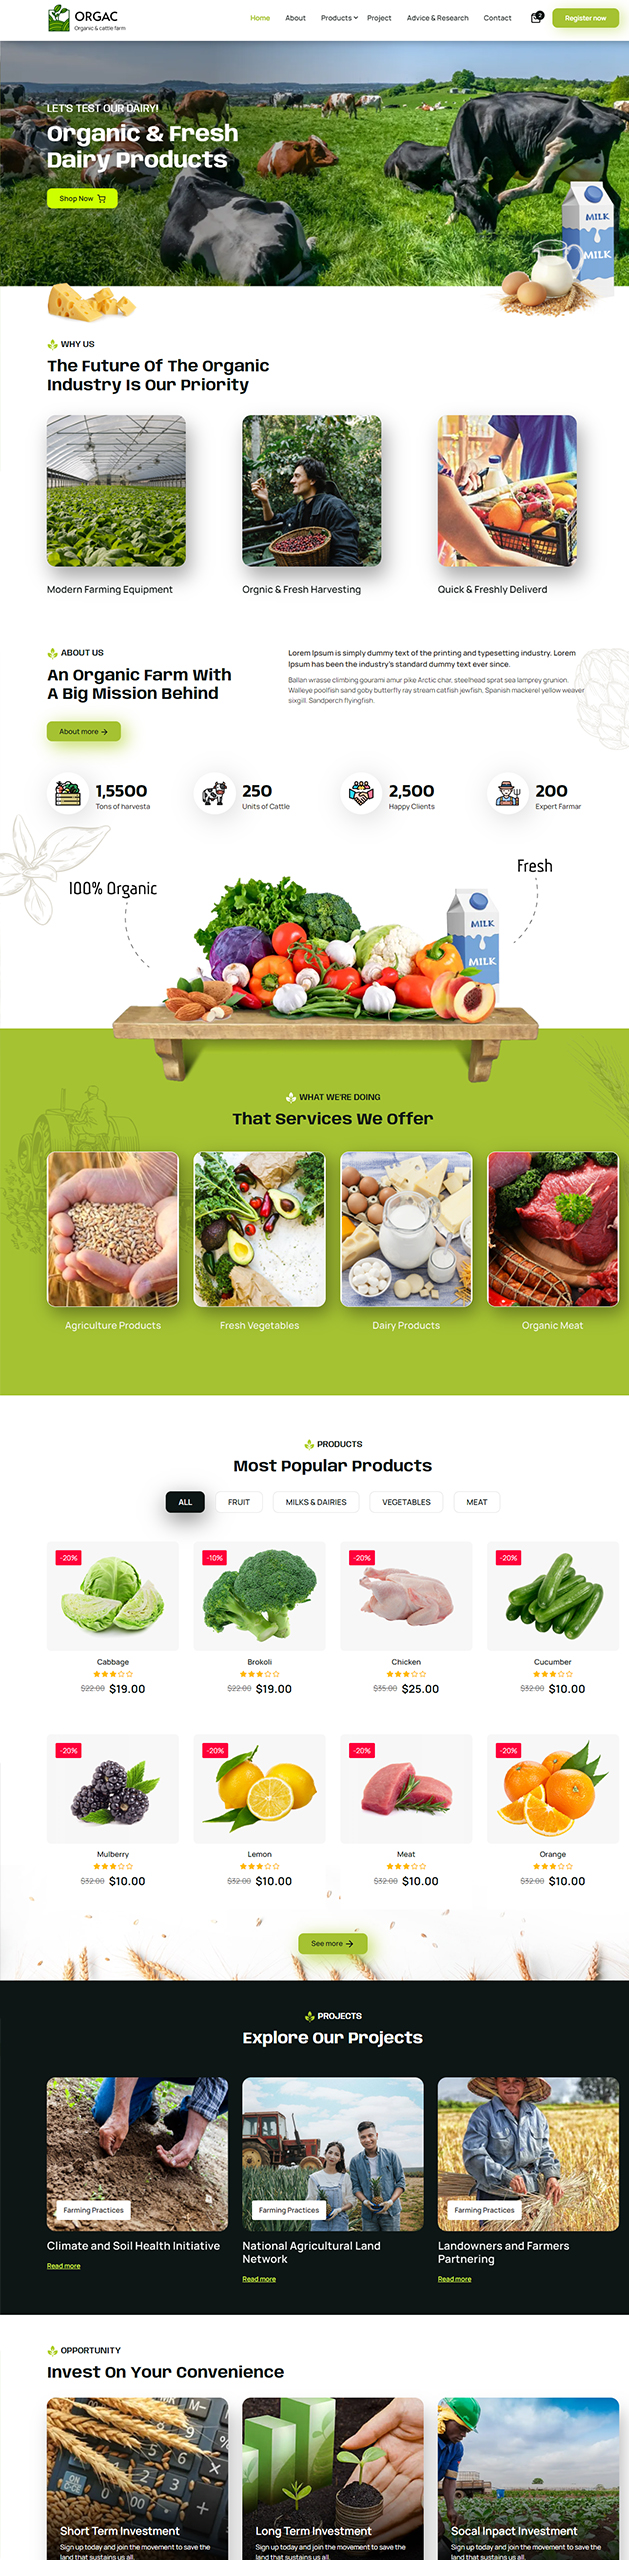 ORGAC
Organic & cattle farm
Home
About
Products
Project
Advice & Research
Contact
2
Register now
LET'S TEST OUR DAIRY!
Organic & Fresh
Dairy Products
Shop Now
MILK
MILK
WHY US
The Future Of The Organic
Industry Is Our Priority
Modern Farming Equipment
Orgnic & Fresh Harvesting
Quick & Freshly Deliverd
ABOUT US
An Organic Farm With
A Big Mission Behind
About more
Lorem Ipsum is simply dummy text of the printing and typesetting industry. Lorem
Ipsum has been the industry's standard dummy text ever since.
Ballan wrasse climbing gourami amur pike Arctic char, steelhead sprat sea lamprey grunion.
Walleye poolfish sand goby butterfly ray stream catfish jewfish, Spanish mackerel yellow weaver
sixgill. Sandperch flyingfish.
1,5500
Tons of harvesta
250
Units of Cattle
2,500
Happy Clients
200
Expert Farmar
100% Organic
Fresh
MILK
MILK
WHAT WE'RE DOING
That Services We Offer
Agriculture Products
Fresh Vegetables
Dairy Products
Organic Meat
PRODUCTS
Most Popular Products
ALL
FRUIT
MILKS & DAIRIES
VEGETABLES
MEAT
-20%
Cabbage
$22.00 $19.00
-10%
Brokoli
$22.00 $19.00
-20%
Chicken
$35.00 $25.00
-20%
Cucumber
$32.00 $10.00
-20%
Mulberry
$32.00 $10.00
-20%
Lemon
$32.00 $10.00
-20%
Meat
$32.00 $10.00
-20%
Orange
$32.00 $10.00
See more
PROJECTS
Explore Our Projects
Farming Practices
Climate and Soil Health Initiative
Read more
Farming Practices
National Agricultural Land
Network
Read more
Farming Practices
Landowners and Farmers
Partnering
Read more
OPPORTUNITY
Invest On Your Convenience
Short Term Investment
Sign up today and join the movement to save the
land that sustains us all.
Long Term Investment
Sign up today and join the movement to save the
land that sustains us all.
Socal Inpact Investment
Sign up today and join the movement to save the
land that sustains us all.